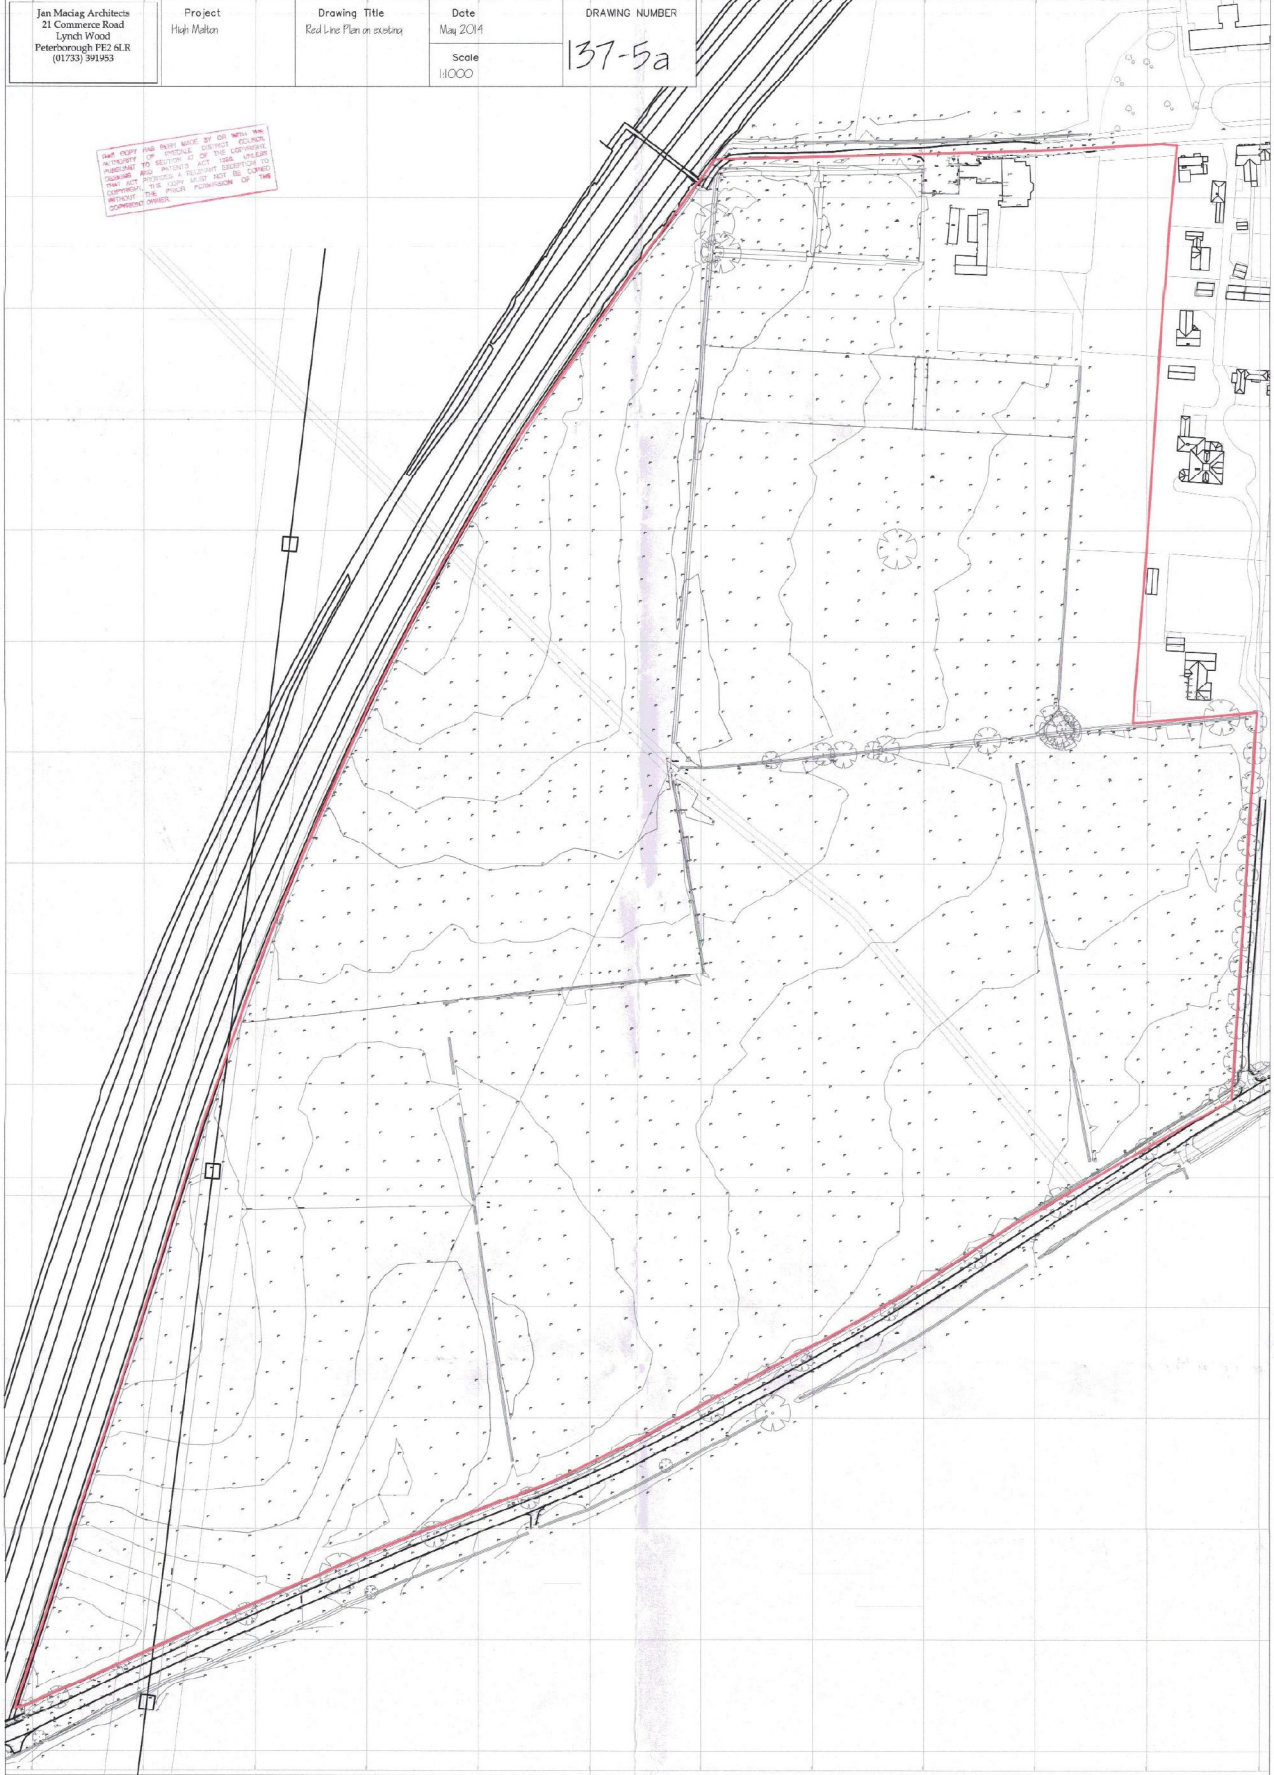 Jan Maciag Architects
21 Commerce Road
Lynch Wood
Peterborough PE2 6LR
(01733) 391953
Project
High Malton
Drawing Title
Red Line Plan on existing
Date
May 2014
Scale
1:1000
DRAWING NUMBER
137-5a
THIS COPY HAS BEEN MADE BY OR WITH THE
AUTHORITY OF RYEDALE DISTRICT COUNCIL
PURSUANT TO SECTION 47 OF THE COPYRIGHT
DESIGNS AND PATENTS ACT 1988. UNLESS
THAT ACT PROVIDES A RELEVANT EXCEPTION TO
COPYRIGHT, THE COPY MUST NOT BE COPIED
WITHOUT THE PRIOR PERMISSION OF THE
COPYRIGHT OWNER